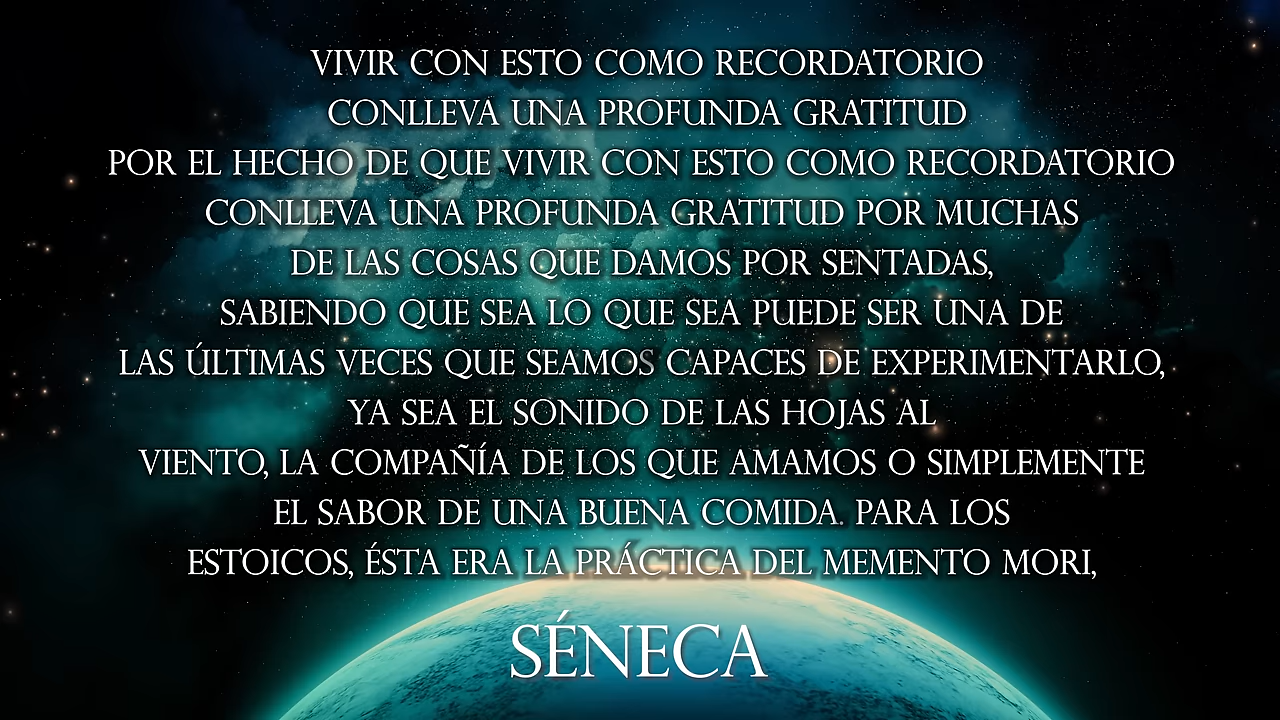 VIVIR CON ESTO COMO RECORDATORIO
CONLLEVA UNA PROFUNDA GRATITUD
POR EL HECHO DE QUE VIVIR CON ESTO COMO RECORDATORIO
CONLLEVA UNA PROFUNDA GRATITUD POR MUCHAS
DE LAS COSAS QUE DAMOS POR SENTADAS,
SABIENDO QUE SEA LO QUE SEA PUEDE SER UNA DE
LAS ÚLTIMAS VECES QUE SEAMOS CAPACES DE EXPERIMENTARLO,
YA SEA EL SONIDO DE LAS HOJAS AL
VIENTO, LA COMPAÑÍA DE LOS QUE AMAMOS O SIMPLEMENTE
EL SABOR DE UNA BUENA COMIDA. PARA LOS
ESTOICOS, ÉSTA ERA LA PRÁCTICA DEL MEMENTO MORI,
SÉNECA